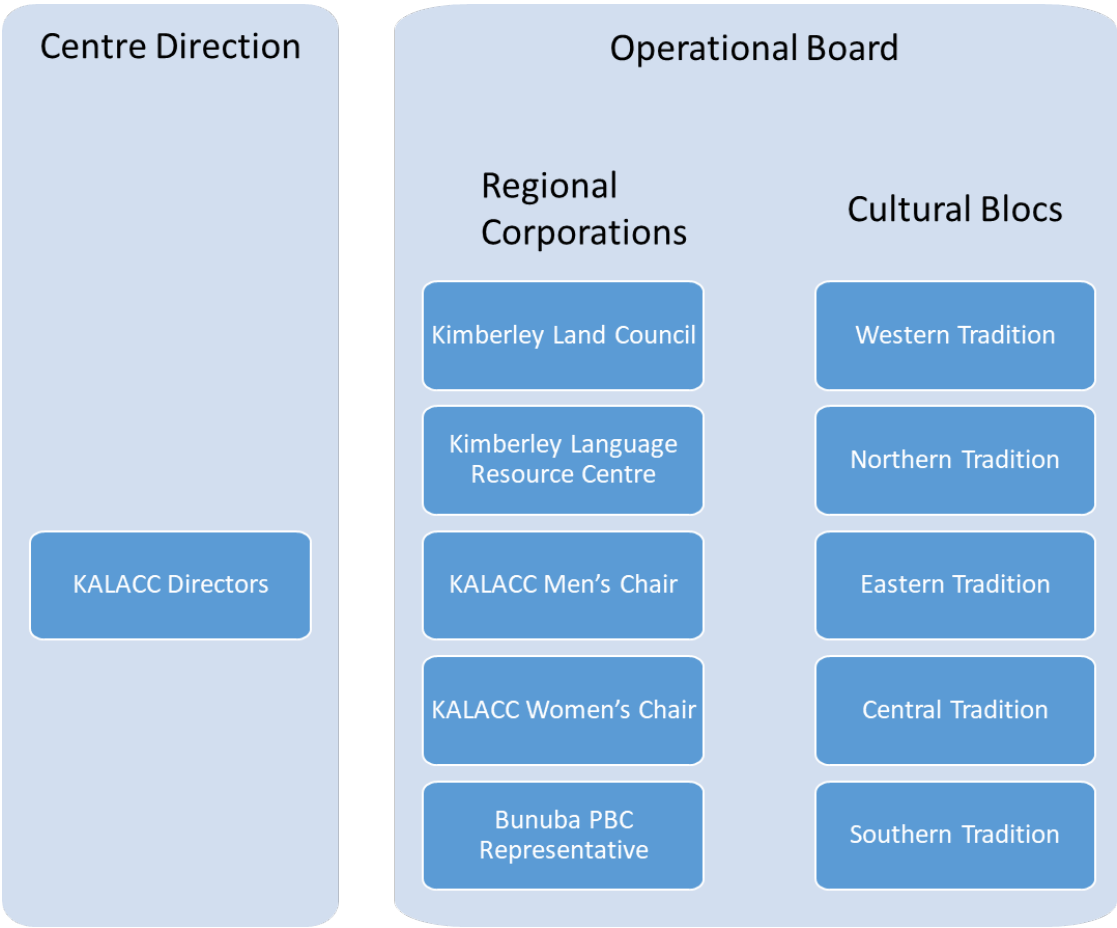 Centre Direction
KALACC Directors
Operational Board
Regional
Corporations
Kimberley Land Council
Kimberley Language
Resource Centre
KALACC Men’s Chair
KALACC Women’s Chair
Bunuba PBC
Representative
Cultural Blocs
Western Tradition
Northern Tradition
Eastern Tradition
Central Tradition
Southern Tradition